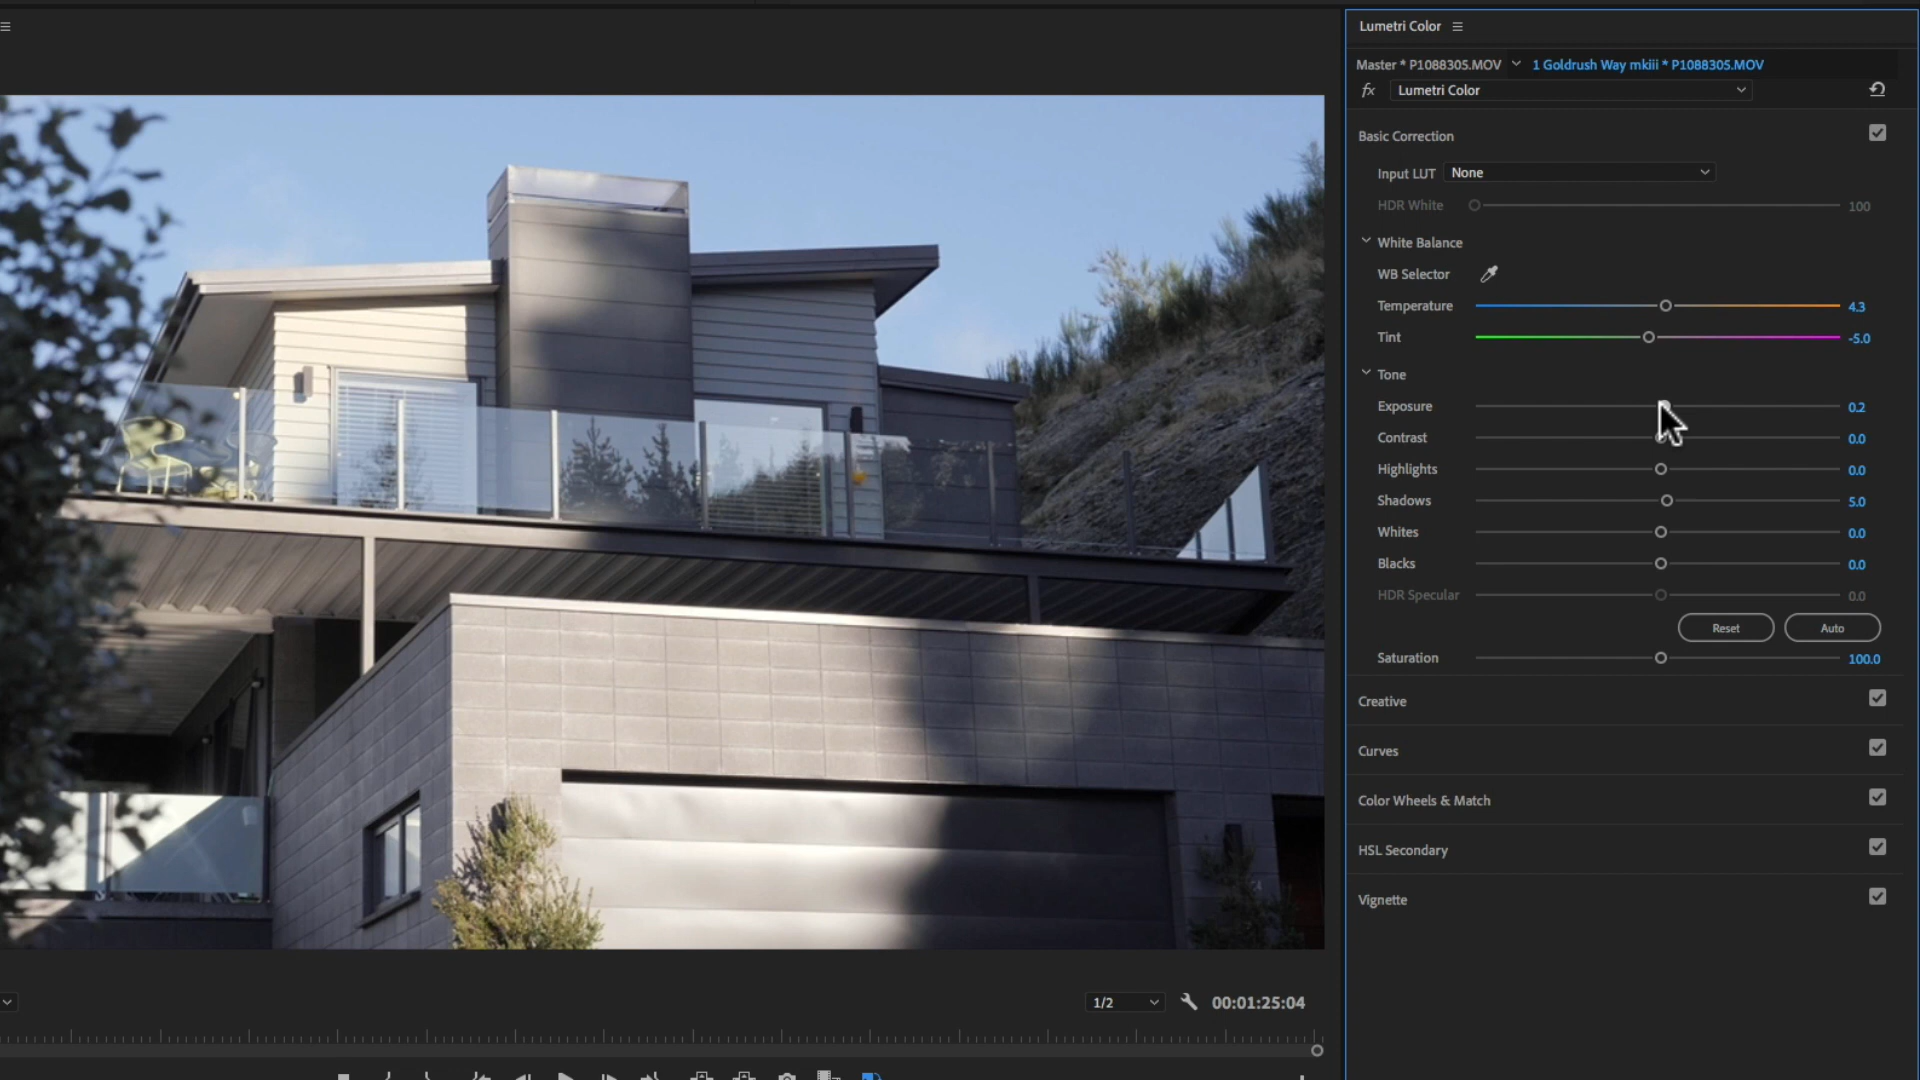 Lumetri Color
Master * P1088305.MOV 1 Goldrush Way mkiii * P1088305.MOV
fx Lumetri Color
Basic Correction
Input LUT None
HDR White 100
White Balance
WB Selector
Temperature 4.3
Tint -5.0
Tone
Exposure 0.2
Contrast 0.0
Highlights 0.0
Shadows 5.0
Whites 0.0
Blacks 0.0
HDR Specular 0.0
Reset Auto
Saturation 100.0
Creative
Curves
Color Wheels & Match
HSL Secondary
Vignette
1/2 00:01:25:04